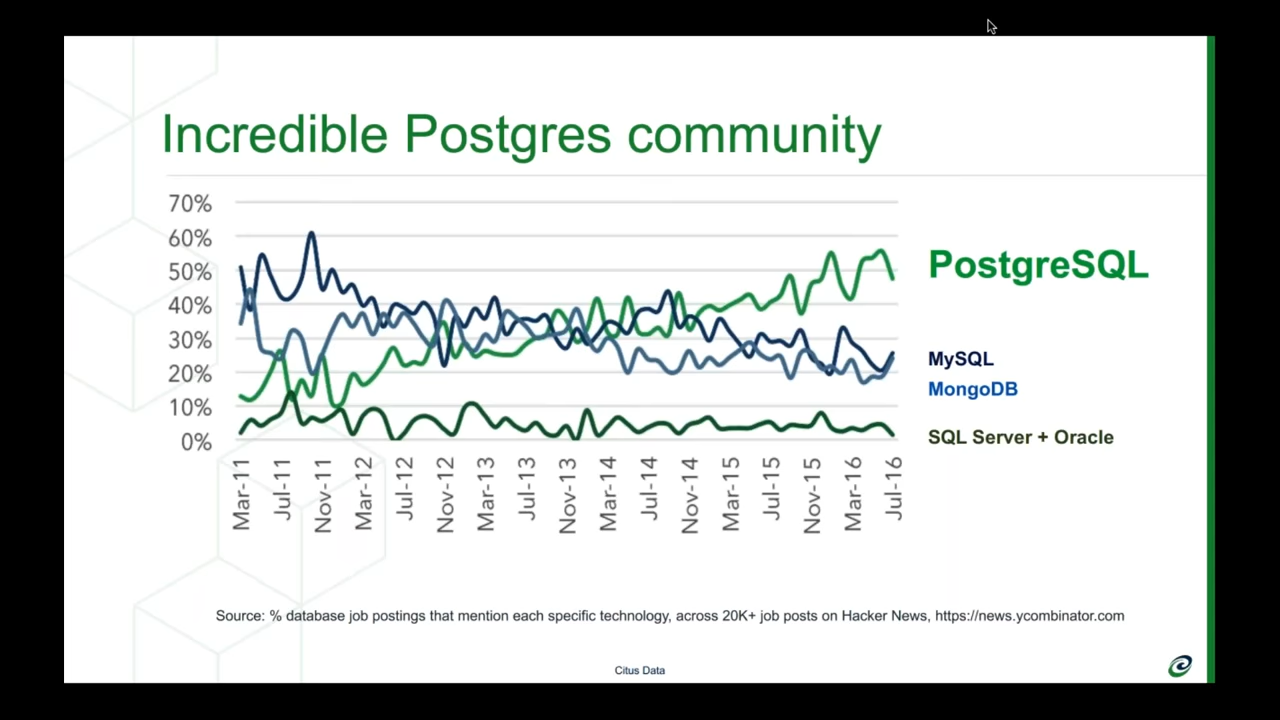 Incredible Postgres community
70%
60%
50%
40%
30%
20%
10%
0%
Mar-11
Jul-11
Nov-11
Mar-12
Jul-12
Nov-12
Mar-13
Jul-13
Nov-13
Mar-14
Jul-14
Nov-14
Mar-15
Jul-15
Nov-15
Mar-16
Jul-16
PostgreSQL
MySQL
MongoDB
SQL Server + Oracle
Source: % database job postings that mention each specific technology, across 20K+ job posts on Hacker News, https://news.ycombinator.com
Citus Data